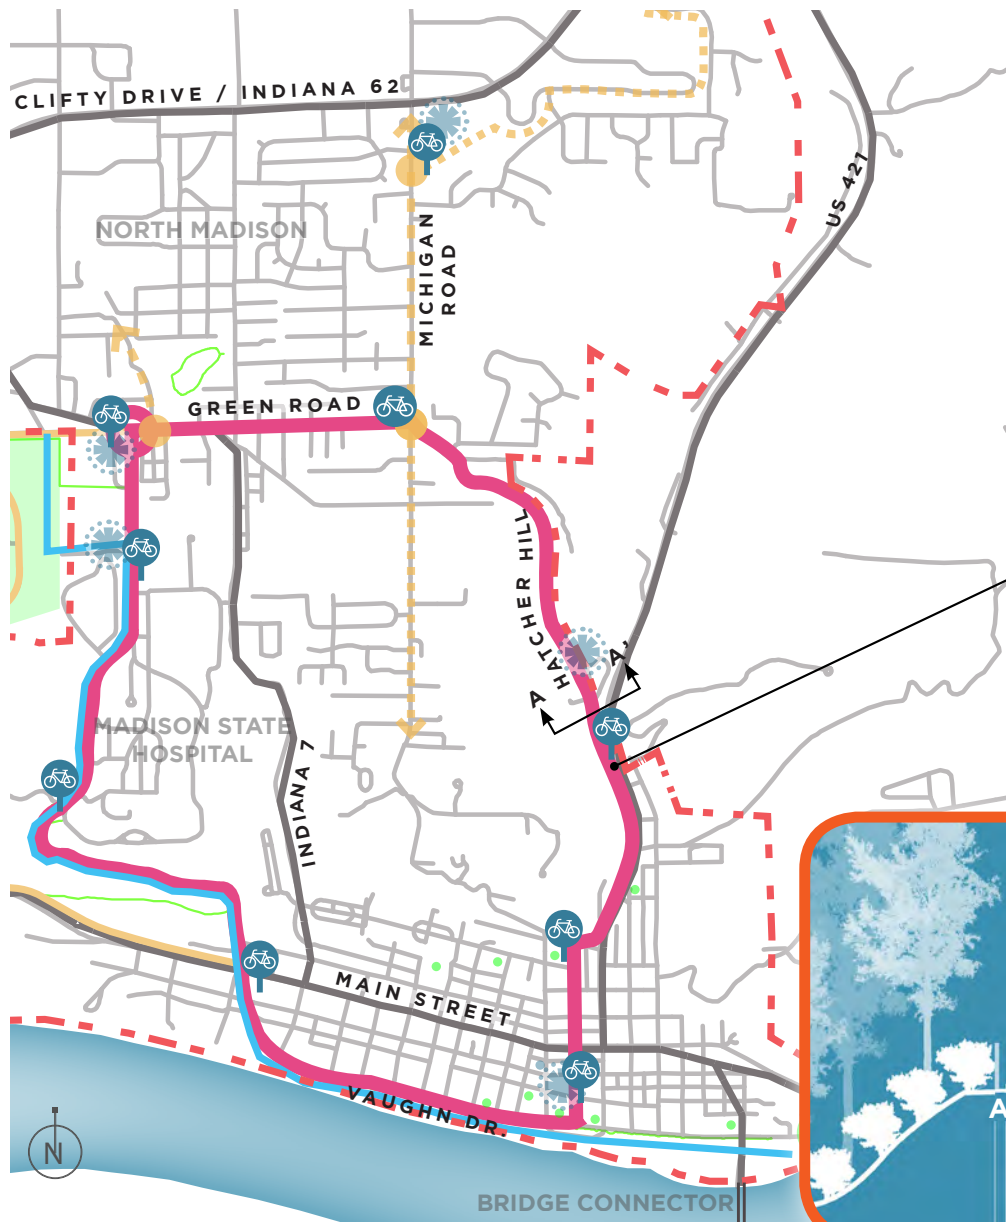 CLIFTY DRIVE / INDIANA 62
US 421
NORTH MADISON
MICHIGAN
ROAD
GREEN ROAD
HATCHER HILL
A'
A
MADISON STATE
HOSPITAL
INDIANA 7
MAIN STREET
VAUGHN DR.
A
N
BRIDGE CONNECTOR